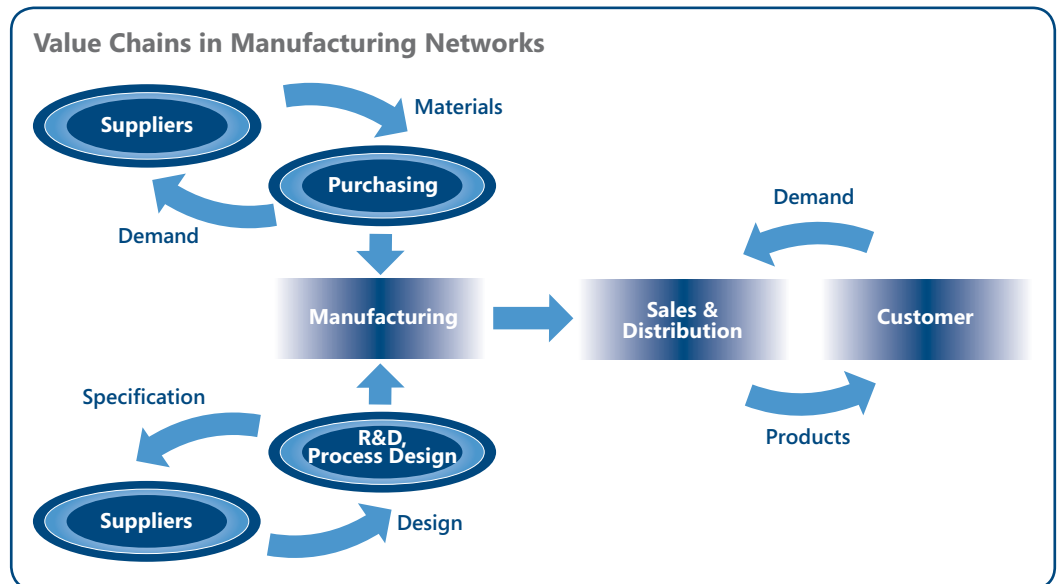 Value Chains in Manufacturing Networks
Suppliers
Materials
Purchasing
Demand
Demand
Manufacturing
Sales &
Distribution
Customer
Specification
R&D,
Process Design
Products
Suppliers
Design